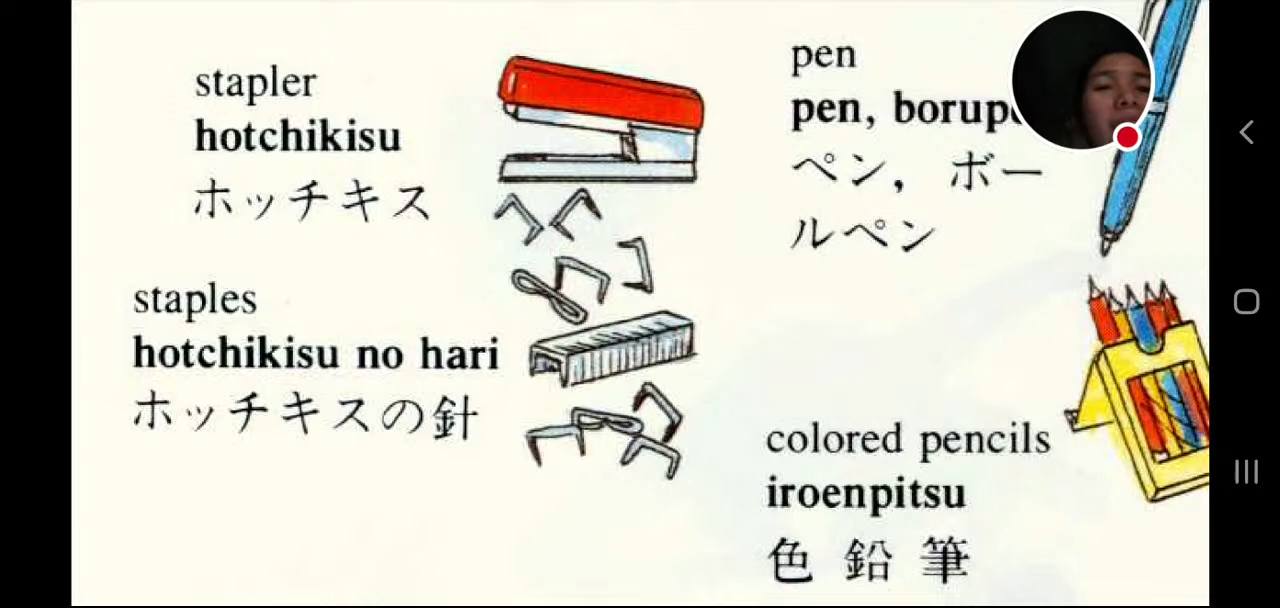 stapler
hotchikisu
ホッチキス
staples
hotchikisu no hari
ホッチキスの針
pen
pen,
ペン，ボー
ルペン
colored pencils
iroenpitsu
色鉛筆